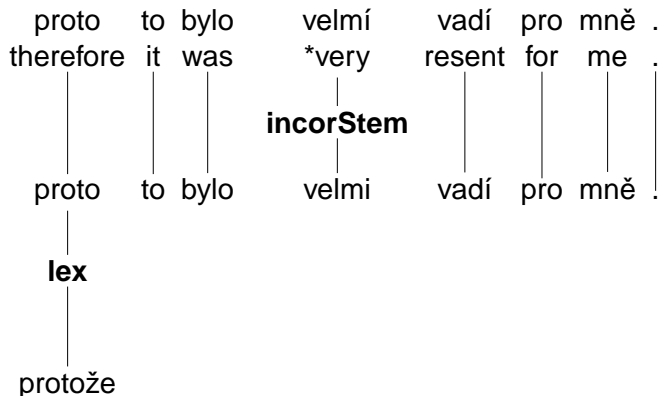 proto to bylo velmí vadí pro mně .
therefore it was *very resent for me .
incorStem
proto to bylo velmi vadí pro mně .
lex
protože